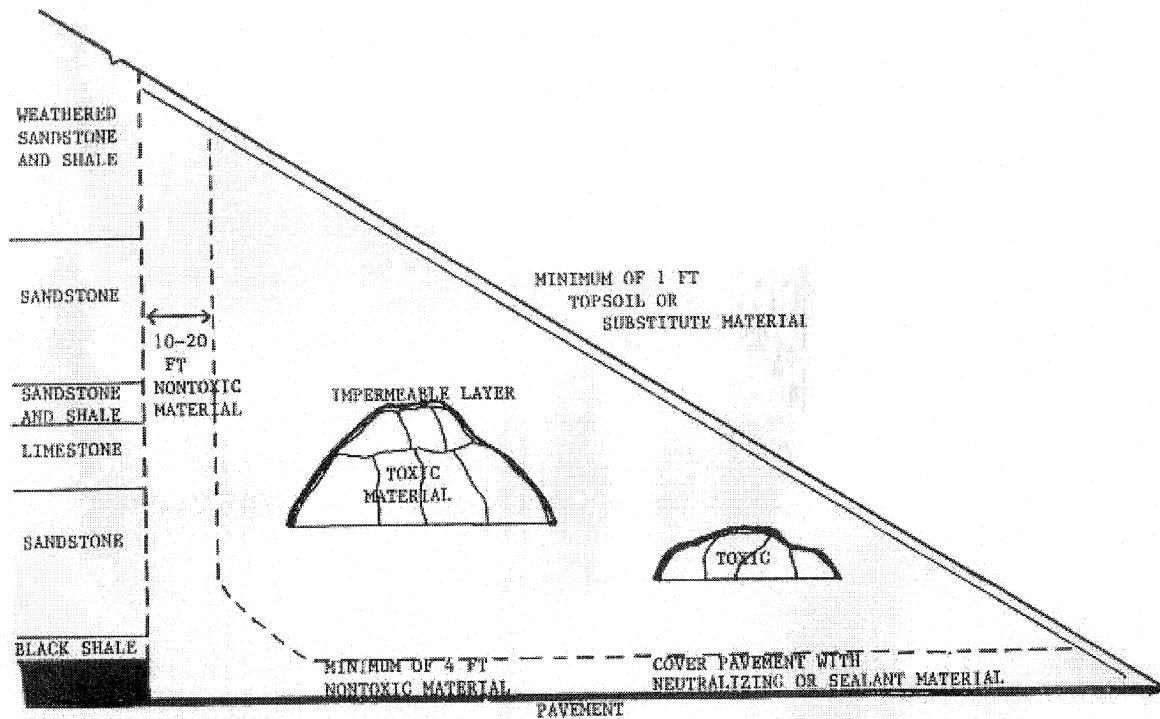 WEATHERED
SANDSTONE
AND SHALE
SANDSTONE
10-20
FT
NONTOXIC
MATERIAL
SANDSTONE
AND SHALE
LIMESTONE
SANDSTONE
BLACK SHALE
MINIMUM OF 1 FT
TOPSOIL OR
SUBSTITUTE MATERIAL
IMPERMEABLE LAYER
TOXIC
MATERIAL
TOXIC
MINIMUM OF 4 FT
NONTOXIC MATERIAL
COVER PAVEMENT WITH
NEUTRALIZING OR SEALANT MATERIAL
PAVEMENT